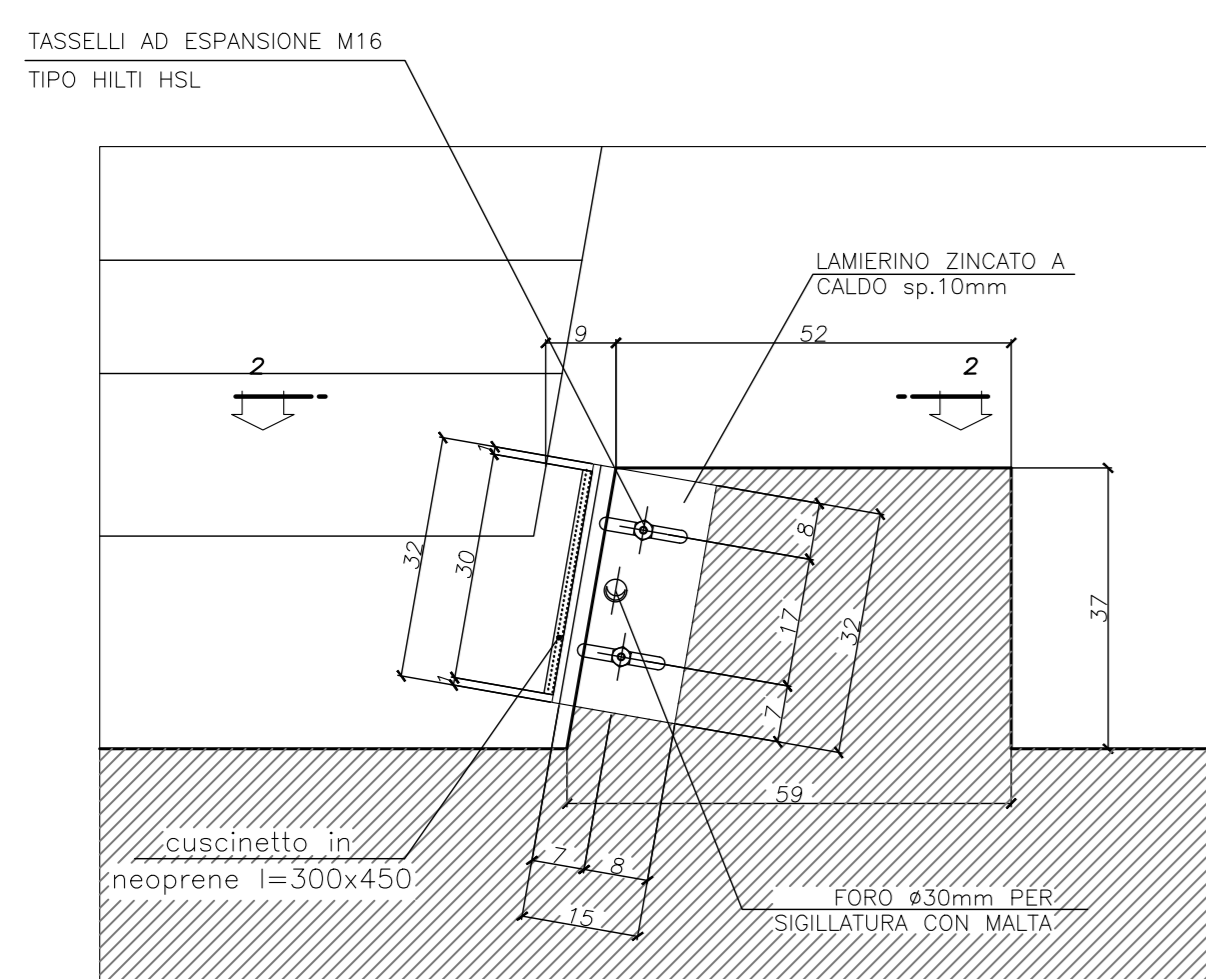 TASSELLI AD ESPANSIONE M16
TIPO HILTI HSL
LAMIERINO ZINCATO A
CALDO sp.10mm
9
52
2
2
1
32
30
1
8
17
32
7
37
59
7
8
15
cuscinetto in
neoprene l=300x450
FORO ø30mm PER
SIGILLATURA CON MALTA